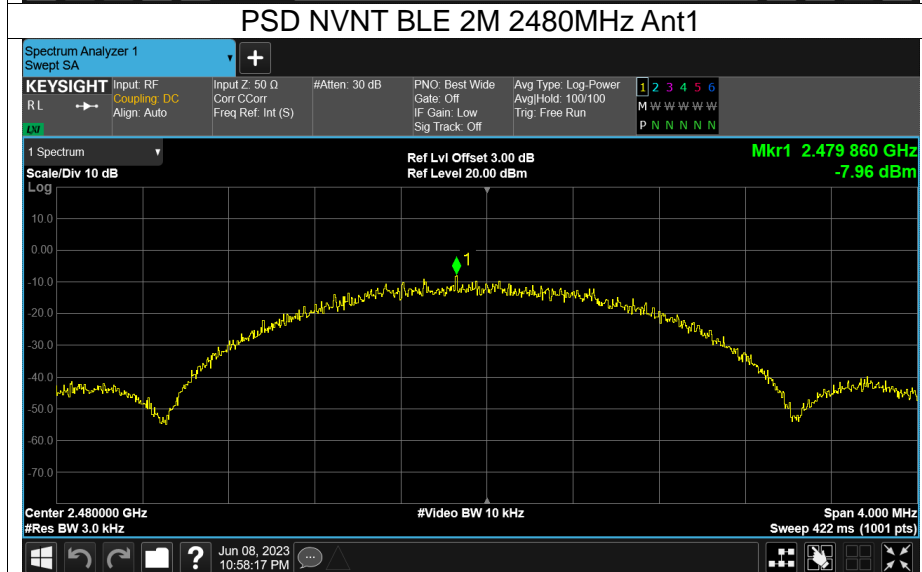 PSD NVNT BLE 2M 2480MHz Ant1
Spectrum Analyzer 1
Swept SA
+
KEYSIGHT
R L
LXI
Input: RF
Coupling: DC
Align: Auto
Input Z: 50 Ω
Corr CCorr
Freq Ref: Int (S)
#Atten: 30 dB
PNO: Best Wide
Gate: Off
IF Gain: Low
Sig Track: Off
Avg Type: Log-Power
Avg|Hold: 100/100
Trig: Free Run
1 2 3 4 5 6
M W W W W W
P N N N N N
1 Spectrum
Scale/Div 10 dB
Log
Ref Lvl Offset 3.00 dB
Ref Level 20.00 dBm
Mkr1 2.479 860 GHz
-7.96 dBm
10.0
0.00
-10.0
-20.0
-30.0
-40.0
-50.0
-60.0
-70.0
1
Center 2.480000 GHz
#Res BW 3.0 kHz
#Video BW 10 kHz
Span 4.000 MHz
Sweep 422 ms (1001 pts)
?
Jun 08, 2023
10:58:17 PM